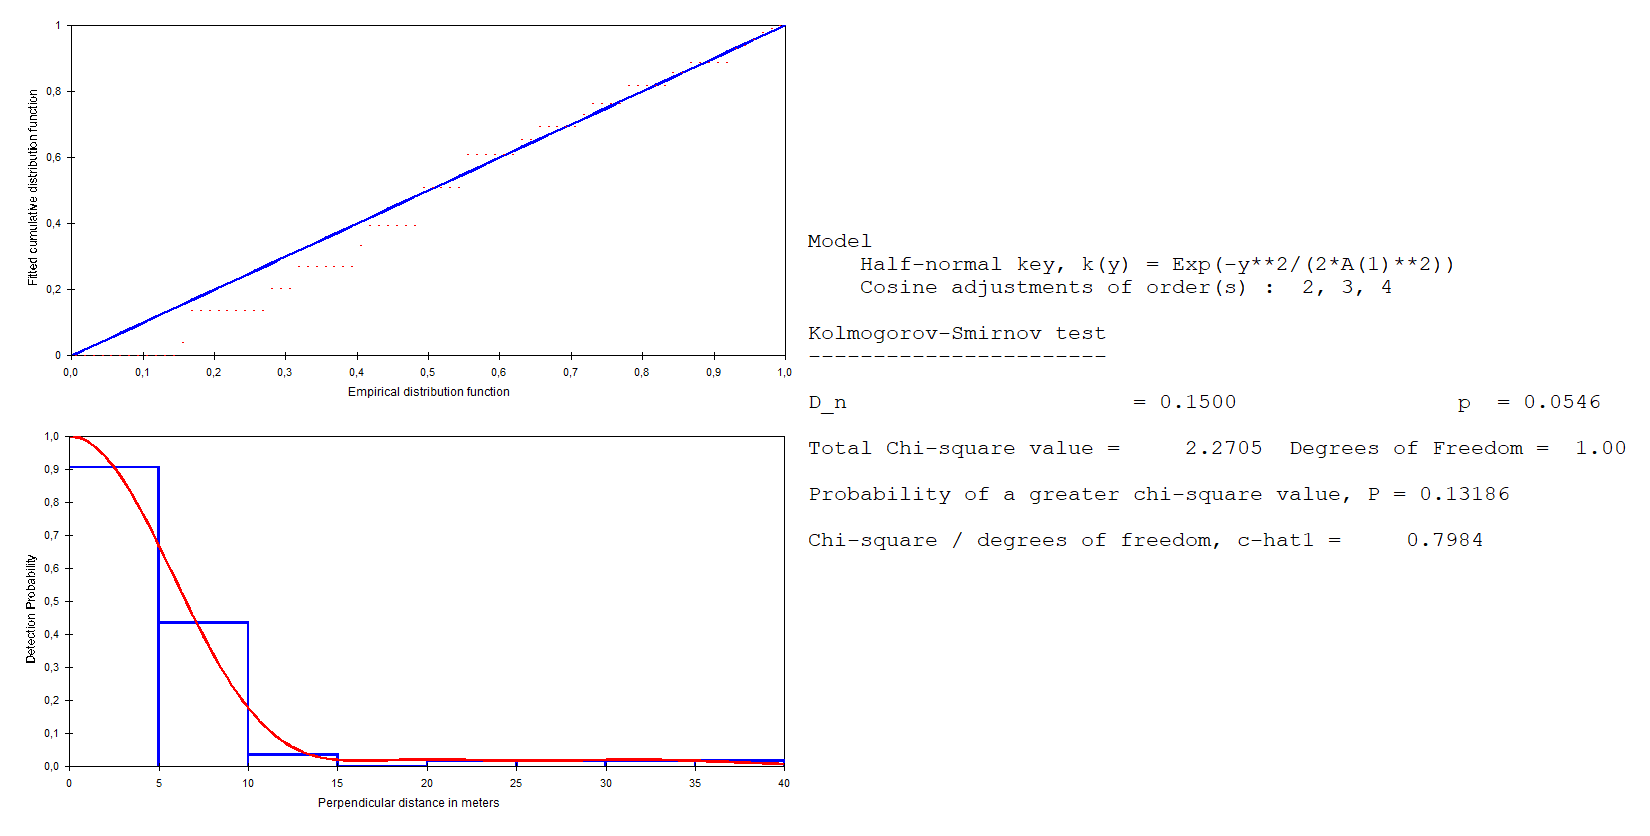 1
0,8
0,6
0,4
0,2
0
Fitted cumulative distribution function
0,0 0,1 0,2 0,3 0,4 0,5 0,6 0,7 0,8 0,9 1,0
Empirical distribution function
1,0
0,9
0,8
0,7
0,6
0,5
0,4
0,3
0,2
0,1
0,0
Detection Probability
0 5 10 15 20 25 30 35 40
Perpendicular distance in meters
Model
Half-normal key, k(y) = Exp(-y**2/(2*A(1)**2))
Cosine adjustments of order(s) : 2, 3, 4
Kolmogorov-Smirnov test
-----------------------
D_n = 0.1500 p = 0.0546
Total Chi-square value = 2.2705 Degrees of Freedom = 1.00
Probability of a greater chi-square value, P = 0.13186
Chi-square / degrees of freedom, c-hat1 = 0.7984